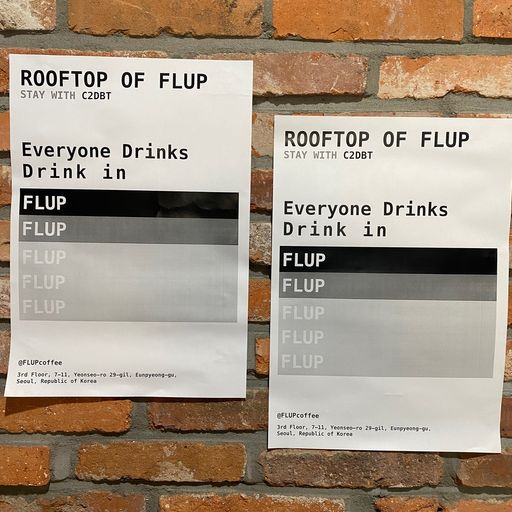 ROOFTOP OF FLUP
STAY WITH C2DBT
Everyone Drinks
Drink in
FLUP
FLUP
FLUP
FLUP
FLUP
@FLUPcoffee
3rd Floor, 7-11, Yeonseo-ro 29-gil, Eunpyeong-gu,
Seoul, Republic of Korea
ROOFTOP OF FLUP
STAY WITH C2DBT
Everyone Drinks
Drink in
FLUP
FLUP
FLUP
FLUP
FLUP
@FLUPcoffee
3rd Floor, 7-11, Yeonseo-ro 29-gil, Eunpyeong-gu,
Seoul, Republic of Korea